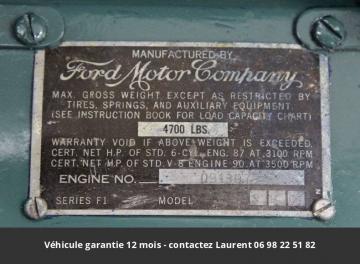 MANUFACTURED BY
Ford Motor Company
MAX. GROSS WEIGHT EXCEPT AS RESTRICTED BY
TIRES, SPRINGS, AND AUXILIARY EQUIPMENT.
(SEE INSTRUCTION BOOK FOR LOAD CAPACITY CHART)
4700 LBS.
WARRANTY VOID IF ABOVE WEIGHT IS EXCEEDED
CERT. NET H.P. OF STD. 6-CYL. ENG. 87 AT 3100 RPM
CERT. NET H.P. OF STD. V-8 ENGINE 90 AT 3500 RPM
ENGINE NO.
SERIES F1 MODEL
Véhicule garantie 12 mois - contactez Laurent 06 98 22 51 82